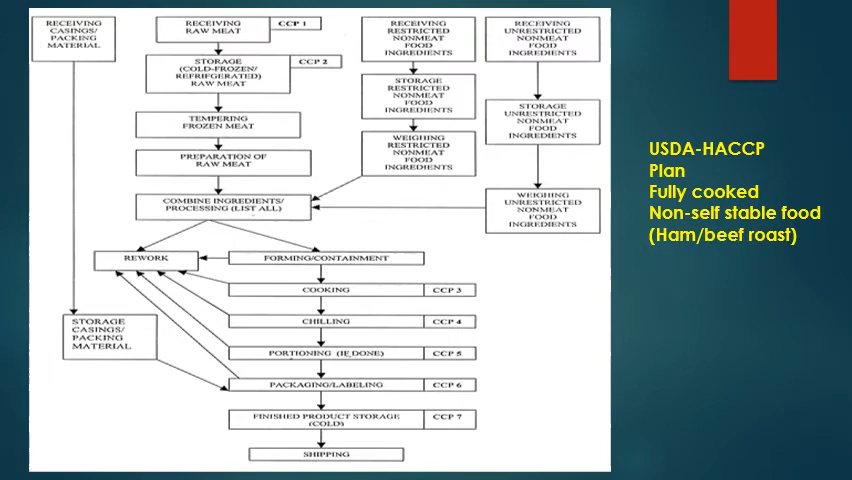 RECEIVING
CASINGS/
PACKING
MATERIAL
RECEIVING
RAW MEAT
CCP 1
STORAGE
(COLD-FROZEN/
REFRIFGERATED)
RAW MEAT
CCP 2
TEMPERING
FROZEN MEAT
PREPARATION OF
RAW MEAT
COMBINE INGREDIENTS/
PROCESSING (LIST ALL)
RECEIVING
RESTRICTED
NONMEAT
FOOD
INGREDIENTS
STORAGE
RESTRICTED
NONMEAT
FOOD
INGREDIENTS
WEIGHING
RESTRICTED
NONMEAT
FOOD
INGREDIENTS
RECEIVING
UNRESTRICTED
NONMEAT
FOOD
INGREDIENTS
STORAGE
UNRESTRICTED
NONMEAT
FOOD
INGREDIENTS
WEIGHING
UNRESTRICTED
NONMEAT
FOOD
INGREDIENTS
REWORK
FORMING/CONTAINMENT
COOKING
CCP 3
CHILLING
CCP 4
STORAGE
CASINGS/
PACKING
MATERIAL
PORTIONING (IF DONE)
CCP 5
PACKAGING/LABELING
CCP 6
FINISHED PRODUCT STORAGE
(COLD)
CCP 7
SHIPPING
USDA-HACCP
Plan
Fully cooked
Non-self stable food
(Ham/beef roast)